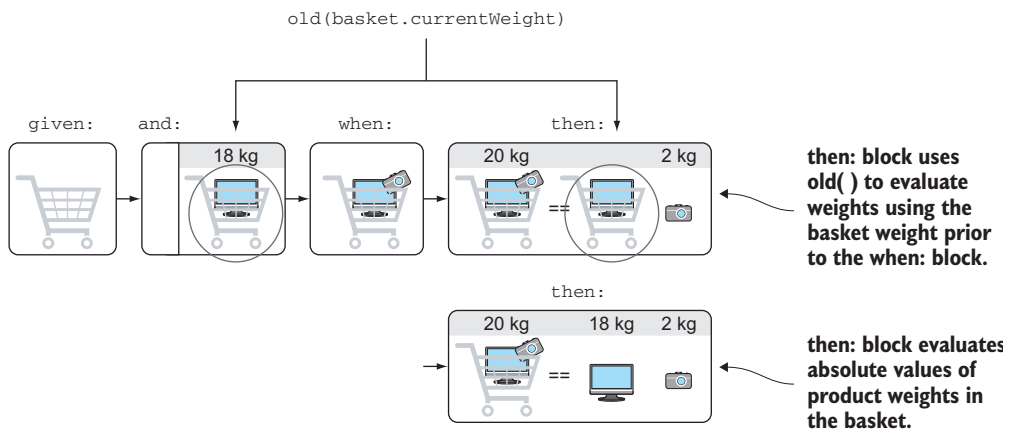 old(basket.currentWeight)
given: and: when: then:
18 kg 20 kg 2 kg
==
then: block uses
old( ) to evaluate
weights using the
basket weight prior
to the when: block.
then:
20 kg 18 kg 2 kg
==
then: block evaluates
absolute values of
product weights in
the basket.